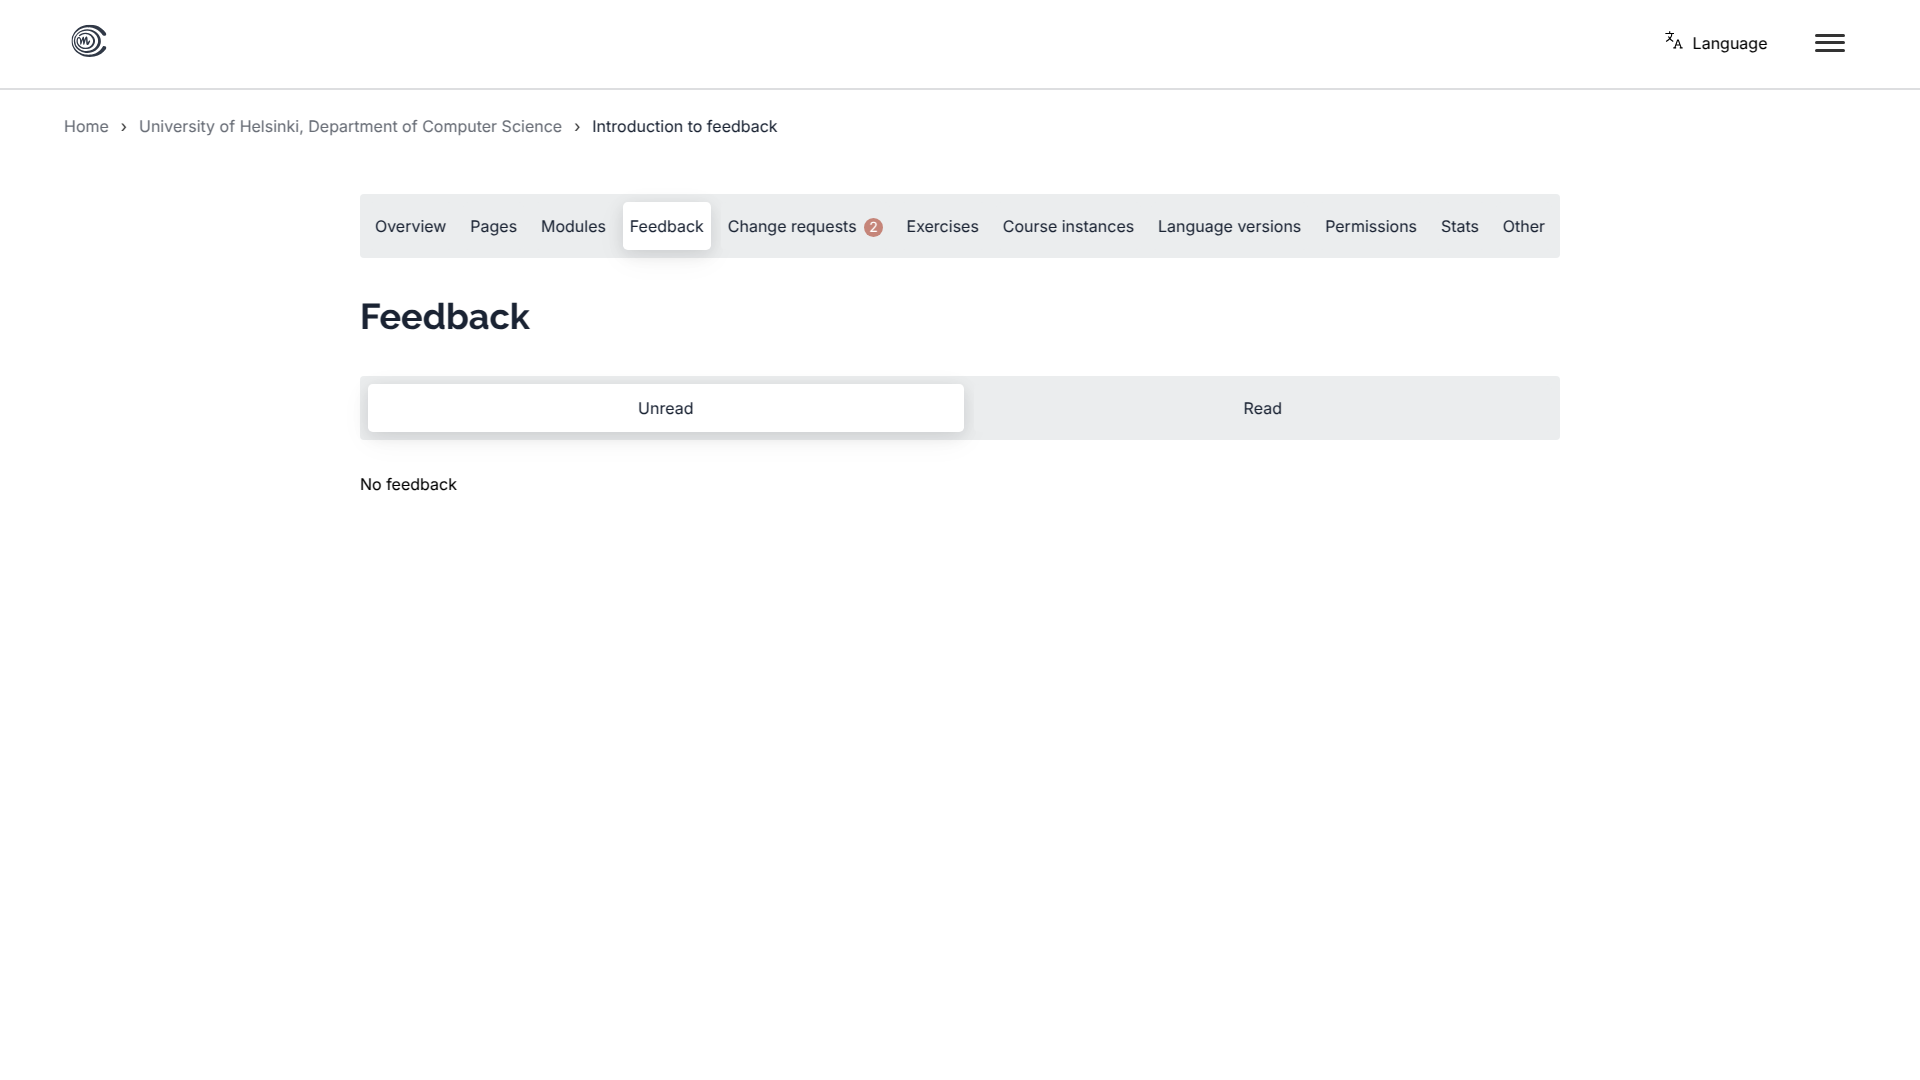 Language
Home › University of Helsinki, Department of Computer Science › Introduction to feedback
Overview Pages Modules Feedback Change requests 2 Exercises Course instances Language versions Permissions Stats Other
Feedback
Unread Read
No feedback